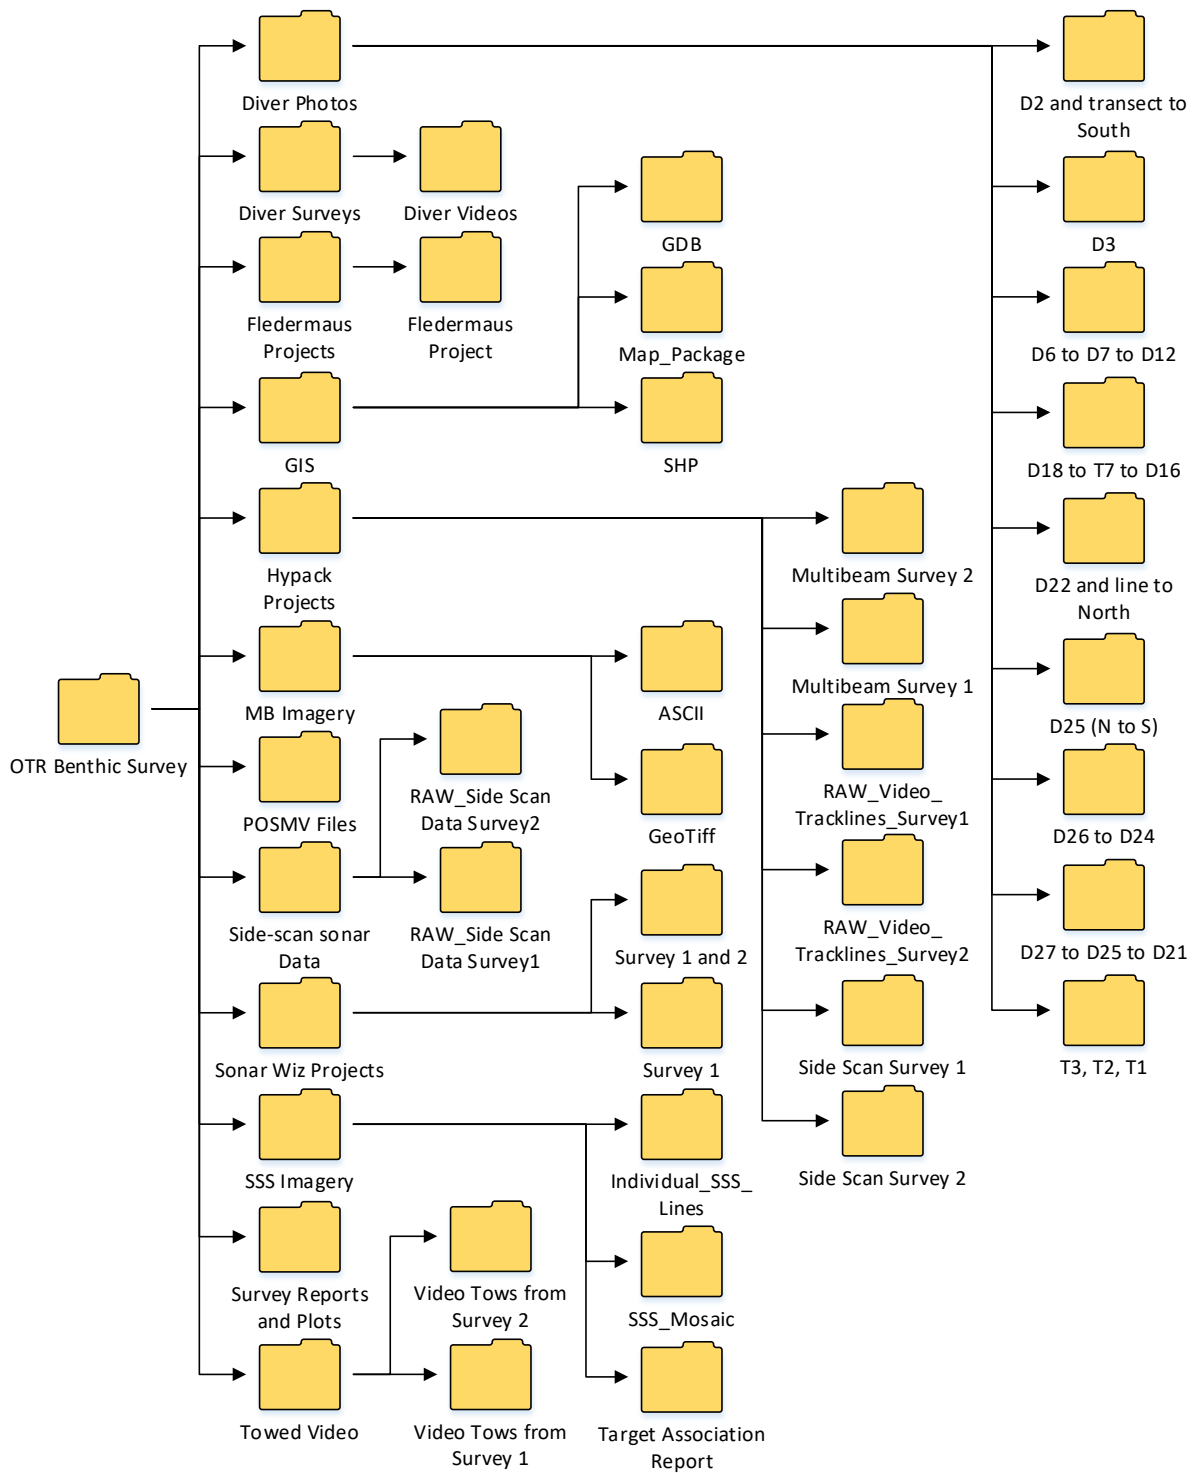 Diver Photos
D2 and transect to
South
Diver Surveys
Diver Videos
GDB
D3
Fledermaus
Projects
Fledermaus
Project
Map_Package
D6 to D7 to D12
GIS
SHP
D18 to T7 to D16
Hypack
Projects
Multibeam Survey 2
D22 and line to
North
MB Imagery
ASCII
Multibeam Survey 1
D25 (N to S)
OTR Benthic Survey
POSMV Files
RAW_Side Scan
Data Survey2
GeoTiff
RAW_Video_
Tracklines_Survey1
D26 to D24
Side-scan sonar
Data
RAW_Side Scan
Data Survey1
Survey 1 and 2
RAW_Video_
Tracklines_Survey2
D27 to D25 to D21
Sonar Wiz Projects
Survey 1
Side Scan Survey 1
T3, T2, T1
SSS Imagery
Individual_SSS_
Lines
Side Scan Survey 2
Survey Reports
and Plots
Video Tows from
Survey 2
SSS_Mosaic
Towed Video
Video Tows from
Survey 1
Target Association
Report